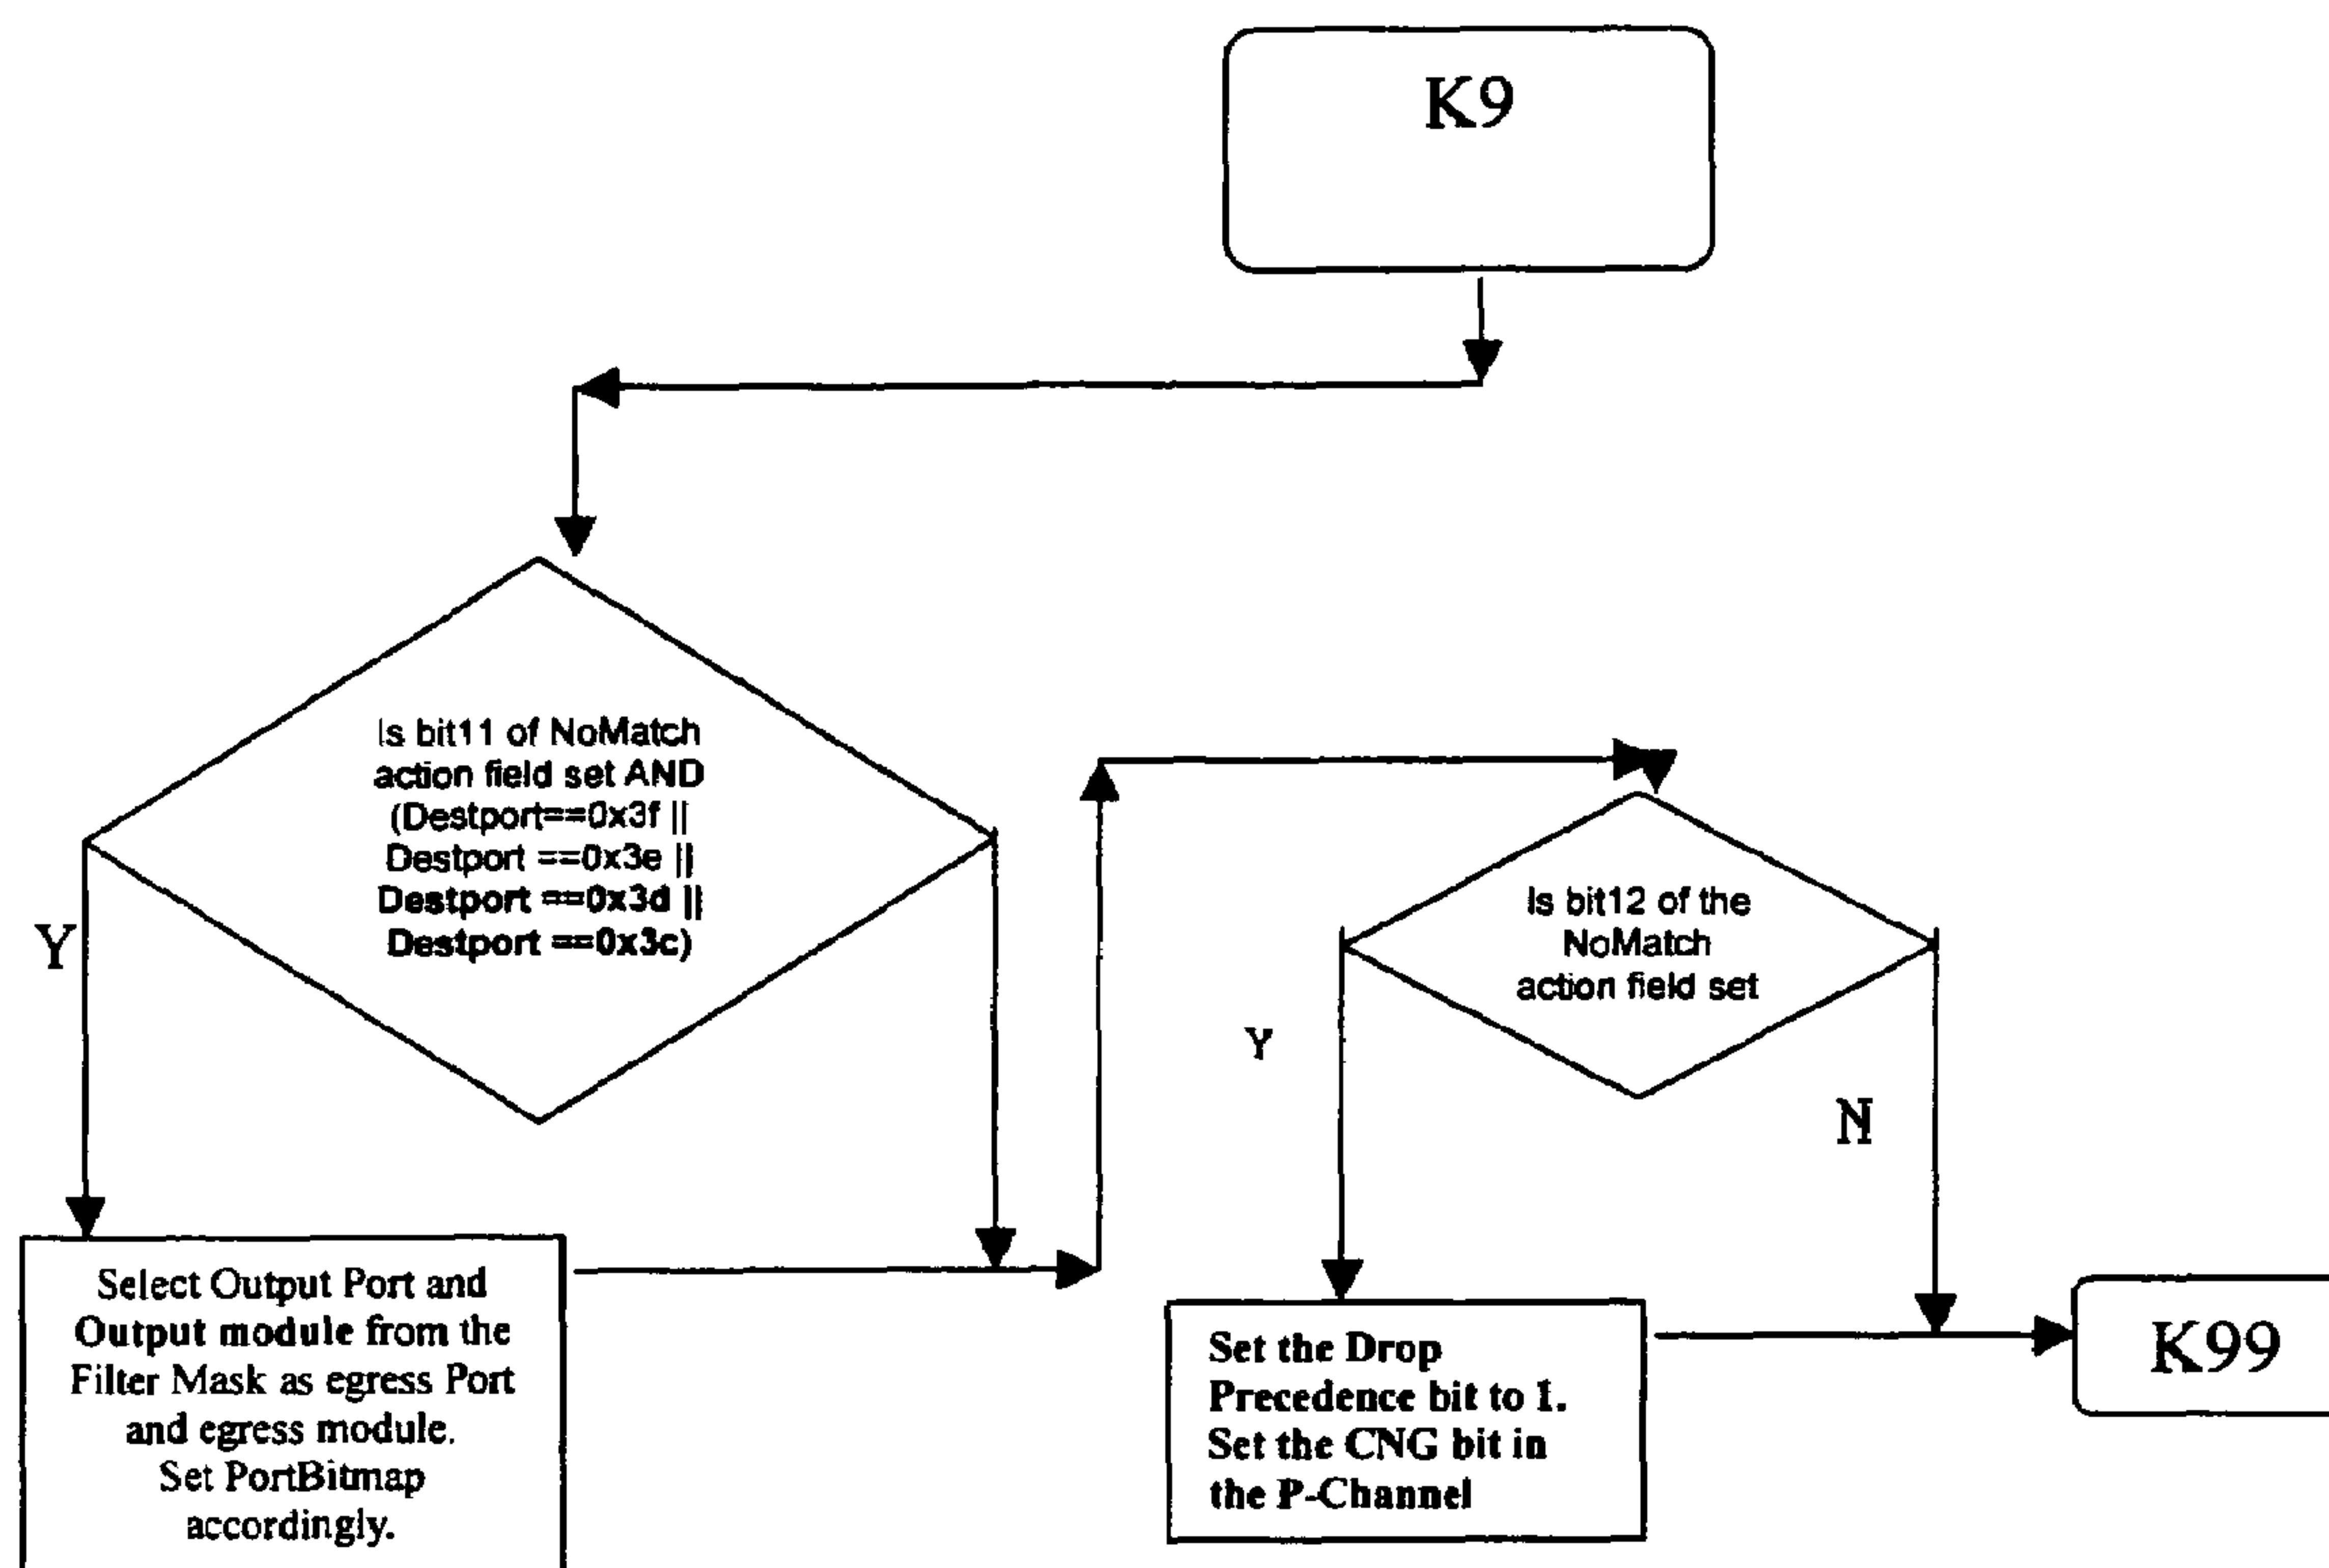 K9
Is bit11 of NoMatch
action field set AND
(Destport==0x3f ||
Destport ==0x3e ||
Destport ==0x3d ||
Destport ==0x3c)
Y
Select Output Port and
Output module from the
Filter Mask as egress Port
and egress module.
Set PortBitmap
accordingly.
Is bit12 of the
NoMatch
action field set
Y
N
Set the Drop
Precedence bit to 1.
Set the CNG bit in
the P-Channel
K99